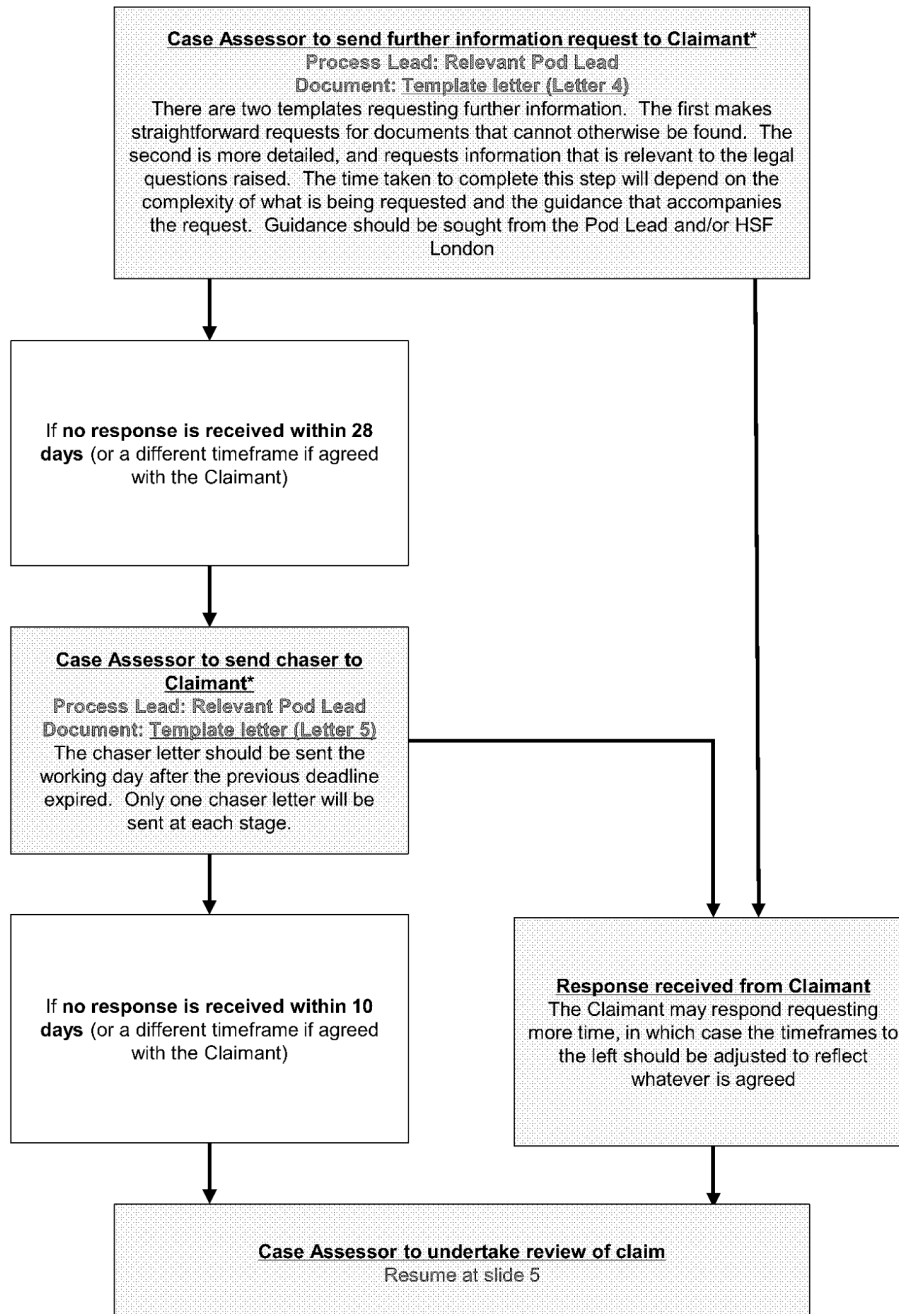 Case Assessor to send further information request to Claimant*
Process Lead: Relevant Pod Lead
Document: Template letter (Letter 4)
There are two templates requesting further information.  The first makes
straightforward requests for documents that cannot otherwise be found.  The
second is more detailed, and requests information that is relevant to the legal
questions raised.  The time taken to complete this step will depend on the
complexity of what is being requested and the guidance that accompanies
the request.  Guidance should be sought from the Pod Lead and/or HSF
London
If no response is received within 28
days (or a different timeframe if agreed
with the Claimant)
Case Assessor to send chaser to
Claimant*
Process Lead: Relevant Pod Lead
Document: Template letter (Letter 5)
The chaser letter should be sent the
working day after the previous deadline
expired.  Only one chaser letter will be
sent at each stage.
If no response is received within 10
days (or a different timeframe if agreed
with the Claimant)
Response received from Claimant
The Claimant may respond requesting
more time, in which case the timeframes to
the left should be adjusted to reflect
whatever is agreed
Case Assessor to undertake review of claim
Resume at slide 5